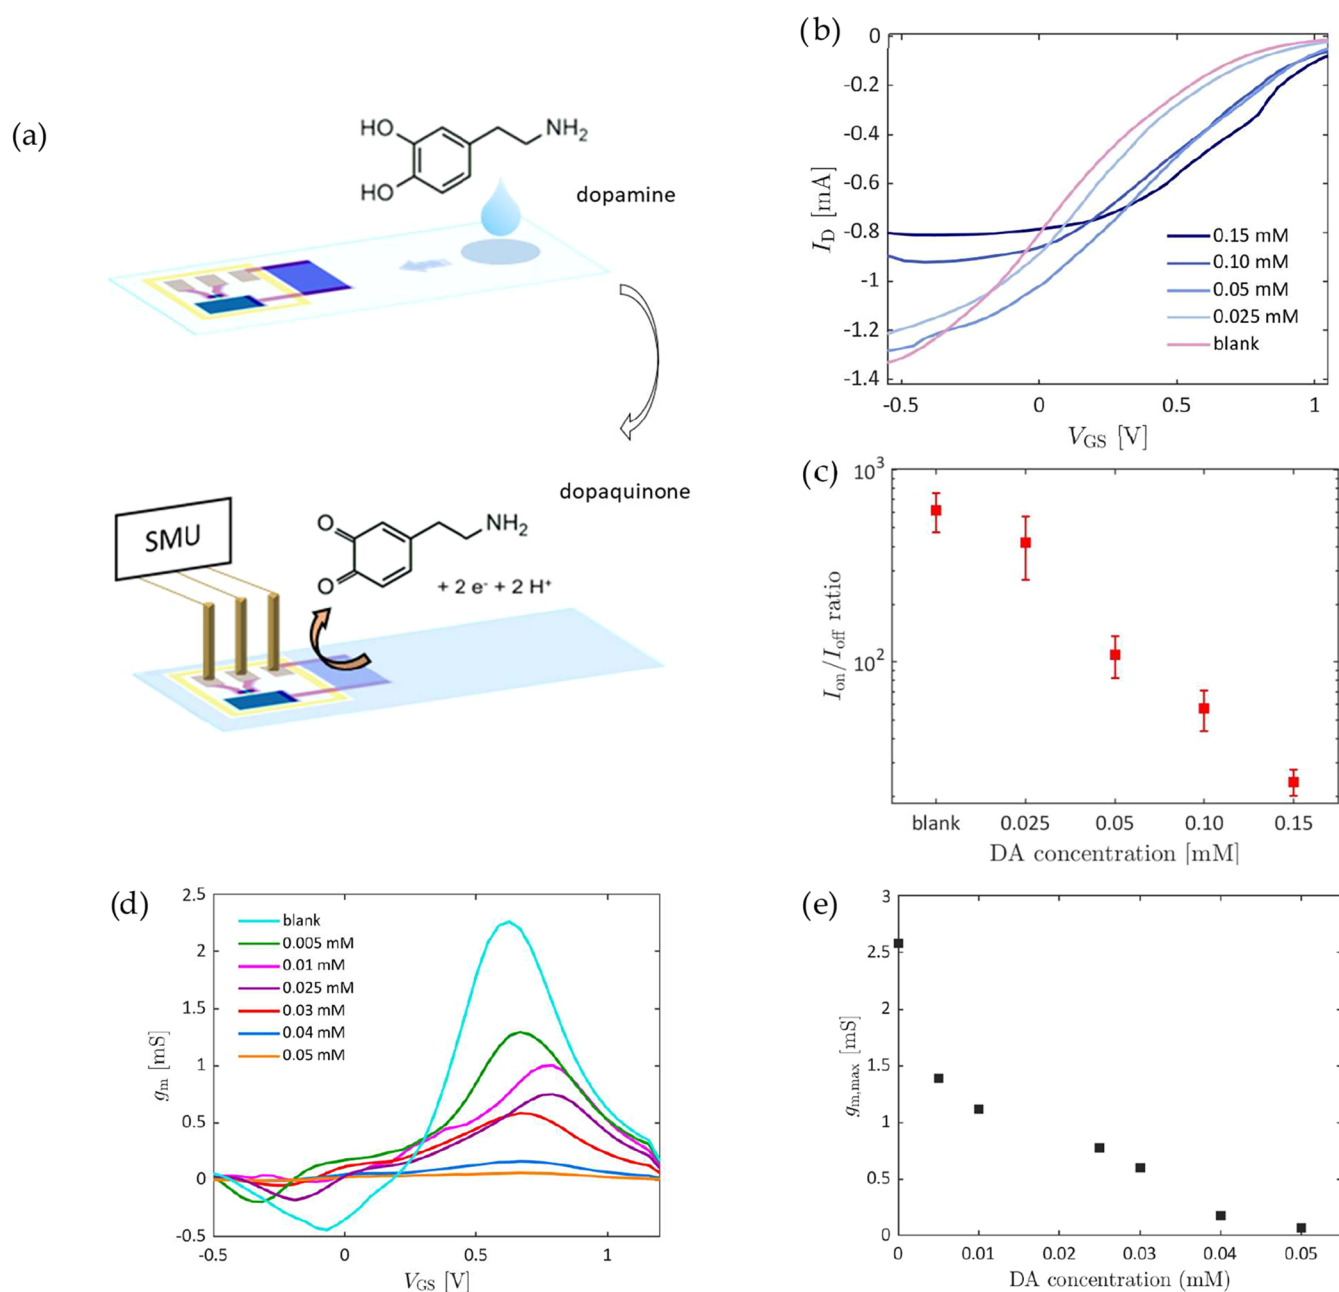 (a)
HO
HO
NH2
dopamine
dopaquinone
SMU
O
O
NH2
+ 2 e- + 2 H+
(b)
0
-0.2
-0.4
-0.6
-0.8
-1
-1.2
-1.4
ID [mA]
0.15 mM
0.10 mM
0.05 mM
0.025 mM
blank
-0.5 0 0.5 1
VGS [V]
(c)
10^3
10^2
Ion/Ioff ratio
blank 0.025 0.05 0.10 0.15
DA concentration [mM]
(d)
2.5
2
1.5
1
0.5
0
-0.5
gm [mS]
blank
0.005 mM
0.01 mM
0.025 mM
0.03 mM
0.04 mM
0.05 mM
-0.5 0 0.5 1
VGS [V]
(e)
3
2.5
2
1.5
1
0.5
0
gm,max [mS]
0 0.01 0.02 0.03 0.04 0.05
DA concentration (mM)